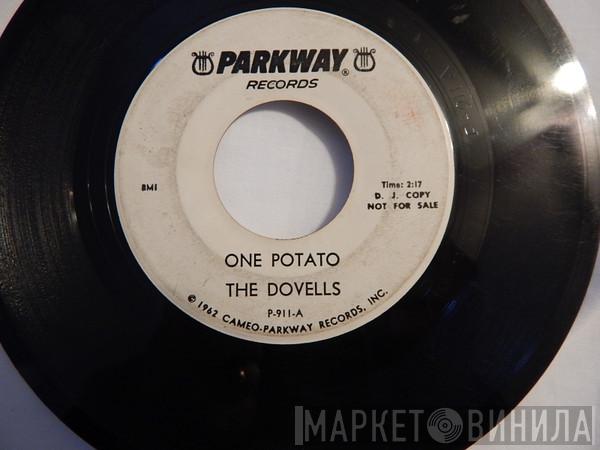 PARKWAY®
RECORDS
BMI
Time: 2:17
D. J. COPY
NOT FOR SALE
ONE POTATO
THE DOVELLS
P-911-A
© 1962 CAMEO-PARKWAY RECORDS, INC.
МАРКЕТ ВИНИЛА